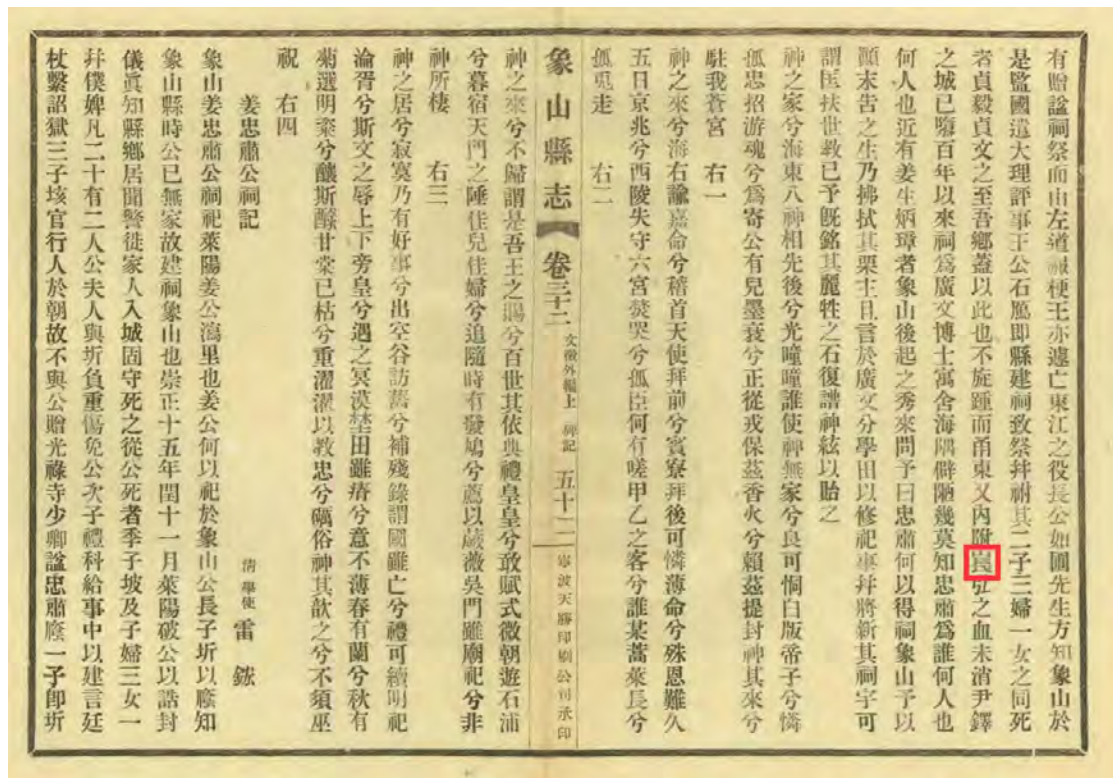 有贈諡祠祭而由左道報梗王亦遽亡東江之役長公如圃先生方知象山於
是監國遣大理評事王公石鴈即縣建祠致祭幷祔其二子三婦一女之同死
者貞毅貞文之至吾鄉蓋以此也不旋踵而甬東又內附萇弘之血未消尹鐸
之城已墮百年以來祠爲廣文博士寓舍海隅僻陋幾莫知忠肅爲誰何人也
何人也近有姜生炳璋者象山後起之秀來問予曰忠肅何以得祠象山予以
顚末告之生乃拂拭其栗主且言於廣文分學田以修祀事幷將新其祠宇可
謂匡扶世敎已予旣銘其麗牲之石復譜神絃以貽之
神之家兮海東八神相先後兮光曈曈誰使神無家兮良可恫白版帝子兮憐
孤忠招游魂兮爲寄公有兒墨衰兮正從戎保茲香火兮賴茲提封神其來兮
駐我蒼宮 右一
神之來兮海右諭嘉命兮稽首天使拜前兮賓寮拜後可憐薄命兮殊恩難久
五日京兆兮西陵失守六宮焚哭兮孤臣何有嗟甲乙之客兮誰某蒿萊長兮
孤兎走 右二
象山縣志 卷三十二 文徵外編上 碑記 五十二 寧波天勝印刷公司承印
神之來兮不歸謂是吾王之賜兮百世其依典禮皇皇兮敢賦式微朝遊石浦
兮暮宿天門之陲佳兒佳婦兮追隨時有發鳩兮薦以蕨薇吳門雖廟祀兮非
神所棲 右三
神之居兮寂寞乃有好事兮出空谷訪舊兮補殘錄謂國雖亡兮禮可續明祀
淪胥兮斯文之辱上下旁皇兮遇之冥漠埜田雖瘠兮意不薄春有蘭兮秋有
菊選明粢兮釀斯醁甘棠已枯兮重濯濯以敎忠兮礪俗神其歆之兮不須巫
祝 右四
姜忠肅公祠記
淸學使 雷 鋐
象山姜忠肅公祠祀萊陽姜公瀉里也姜公何以祀於象山公長子圻以廕知
象山縣時公已無家故建祠象山也崇正十五年閏十一月萊陽破公以誥封
儀眞知縣鄉居聞警徙家人入城固守死之從公死者季子坡及子婦三女一
幷僕婢凡二十有二人公夫人與圻負重傷免公次子禮科給事中以建言廷
杖繫詔獄三子垓官行人於朝故不與公贈光祿寺少卿諡忠肅廕一予卽圻